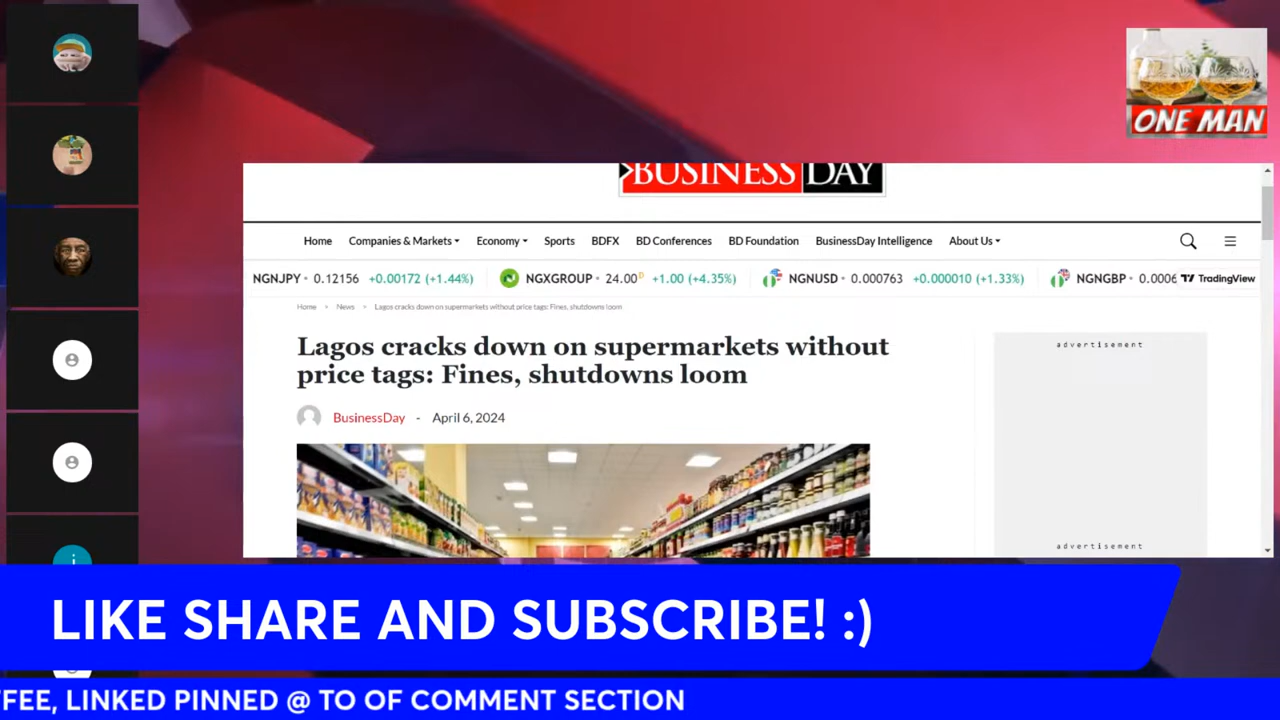 ONE MAN
BUSINESS DAY
Home Companies & Markets Economy Sports BDFX BD Conferences BD Foundation BusinessDay Intelligence About Us
NGNJPY • 0.12156 +0.00172 (+1.44%) NGXGROUP • 24.00D +1.00 (+4.35%) NGNUSD • 0.000763 +0.000010 (+1.33%) NGNGBP • 0.0006 TradingView
Home > News > Lagos cracks down on supermarkets without price tags: Fines, shutdowns loom
advertisement
Lagos cracks down on supermarkets without
price tags: Fines, shutdowns loom
BusinessDay - April 6, 2024
advertisement
i
LIKE SHARE AND SUBSCRIBE! :)
FEE, LINKED PINNED @ TO OF COMMENT SECTION